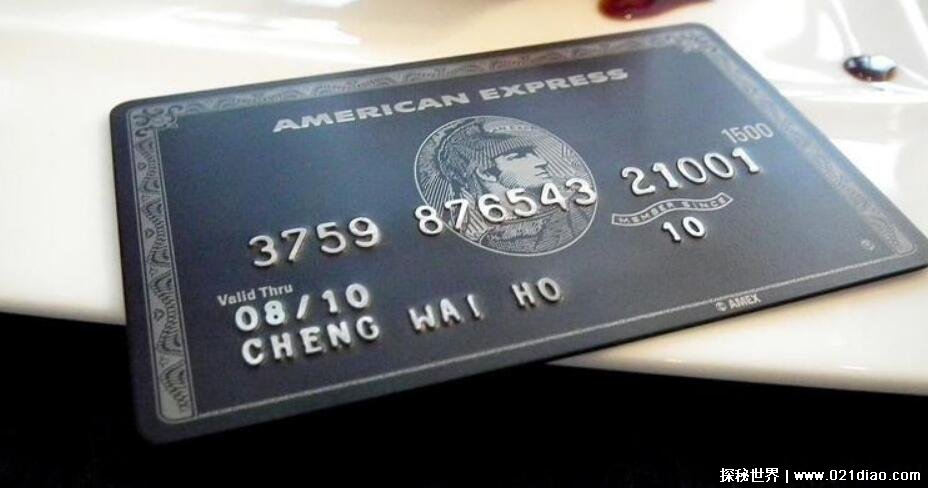 AMERICAN EXPRESS
1500
3759 876543 21001
MEMBER SINCE
10
Valid Thru
08/10
CHENG WAI HO
© AMEX
探秘世界 | www.021diao.com